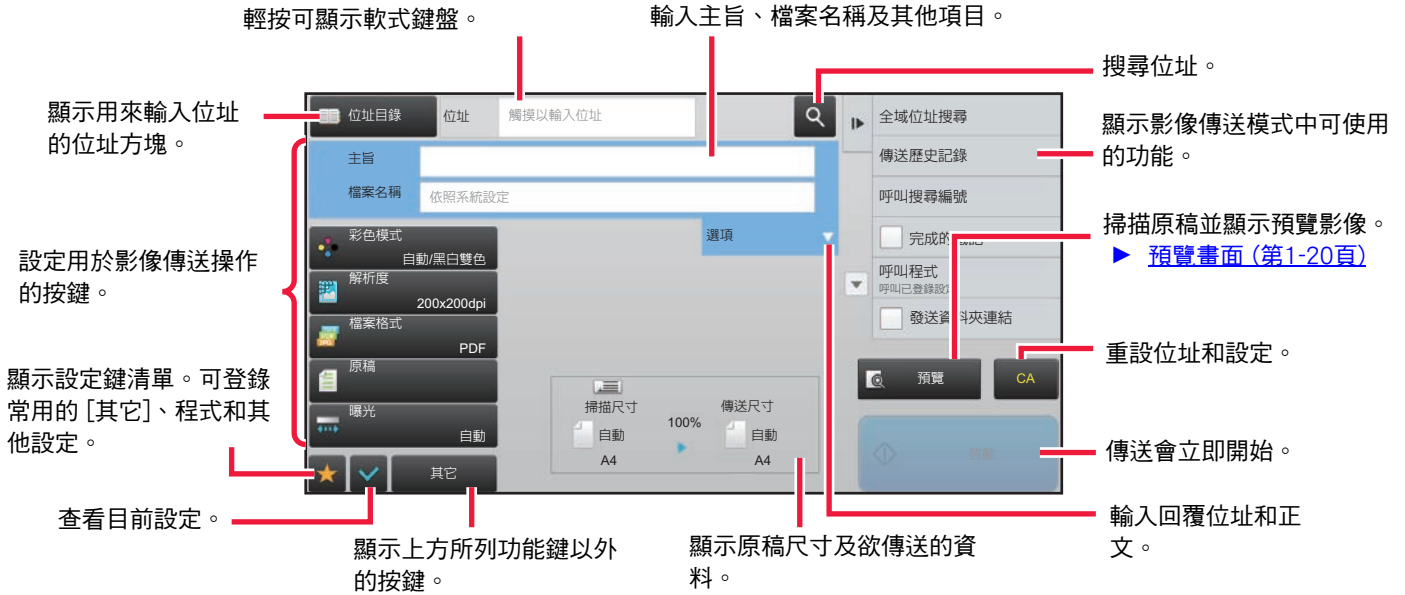 輕按可顯示軟式鍵盤。
輸入主旨、檔案名稱及其他項目。
搜尋位址。
顯示用來輸入位址
的位址方塊。
顯示影像傳送模式中可使用
的功能。
掃描原稿並顯示預覽影像。
► 預覽畫面 (第1-20頁)
設定用於影像傳送操作
的按鍵。
重設位址和設定。
顯示設定鍵清單。可登錄
常用的 [其它]、程式和其
他設定。
傳送會立即開始。
查看目前設定。
顯示上方所列功能鍵以外
的按鍵。
顯示原稿尺寸及欲傳送的資
料。
輸入回覆位址和正
文。
位址目錄
位址
觸摸以輸入位址
主旨
檔案名稱
依照系統設定
選項
彩色模式
自動/黑白雙色
解析度
200x200dpi
檔案格式
PDF
原稿
曝光
自動
其它
掃描尺寸
自動
A4
100%
傳送尺寸
自動
A4
全域位址搜尋
傳送歷史記錄
呼叫搜尋編號
完成的
呼叫程式
呼叫已登錄設
發送資料夾連結
預覽
CA